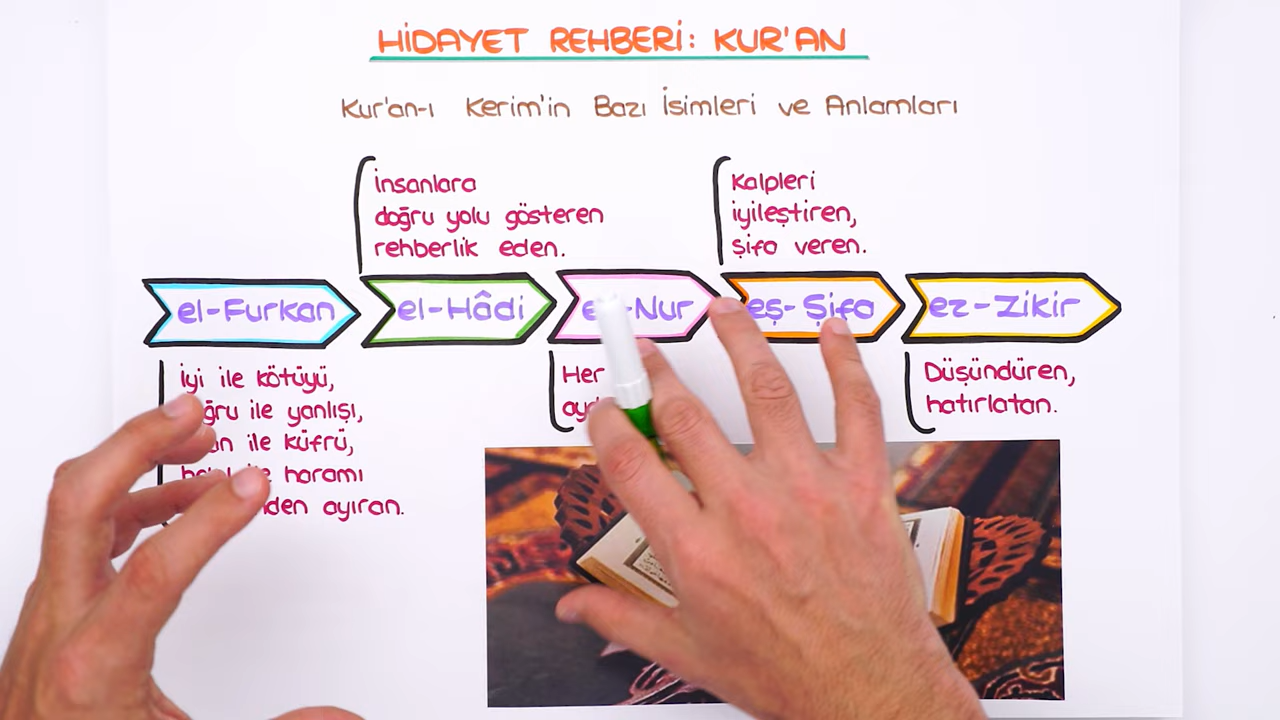 HİDAYET REHBERİ: KUR'AN
Kur'an-ı Kerim'in Bazı İsimleri ve Anlamları
İnsanlara
doğru yolu gösteren
rehberlik eden.
Kalpleri
iyileştiren,
şifa veren.
el-Furkan
el-Hâdi
Nur
eş-Şifa
ez-Zikir
İyi ile kötüyü,
ile yanlışı,
ile küfrü,
haramı
ayıran.
Her
Düşündüren,
hatırlatan.